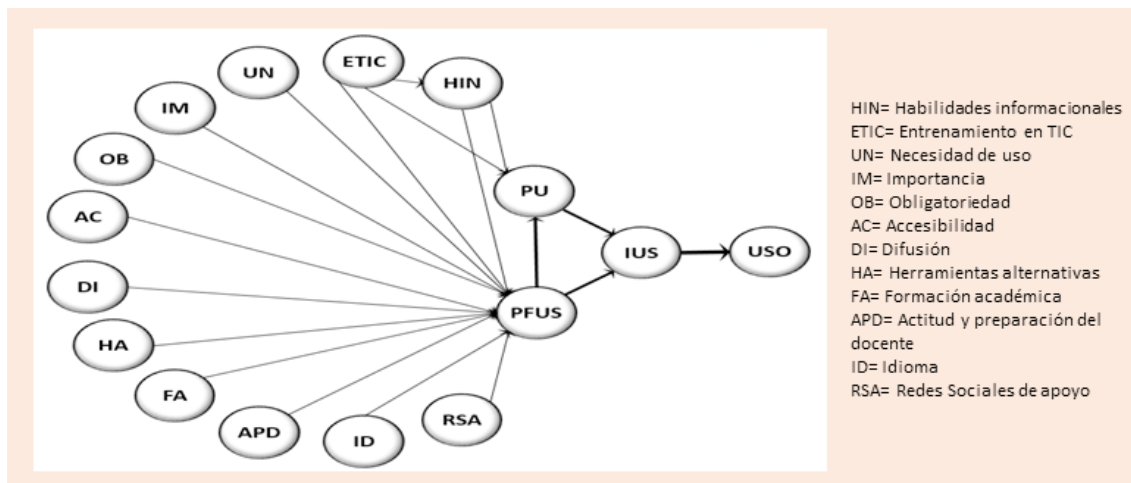 ETIC
HIN
UN
IM
OB
AC
DI
HA
FA
APD
ID
RSA
PU
PFUS
IUS
USO
HIN= Habilidades informacionales
ETIC= Entrenamiento en TIC
UN= Necesidad de uso
IM= Importancia
OB= Obligatoriedad
AC= Accesibilidad
DI= Difusión
HA= Herramientas alternativas
FA= Formación académica
APD= Actitud y preparación del
docente
ID= Idioma
RSA= Redes Sociales de apoyo